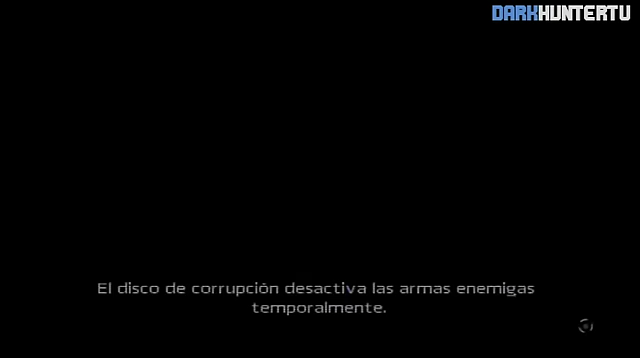 DARKHUNTERTU
El disco de corrupción desactiva las armas enemigas
temporalmente.